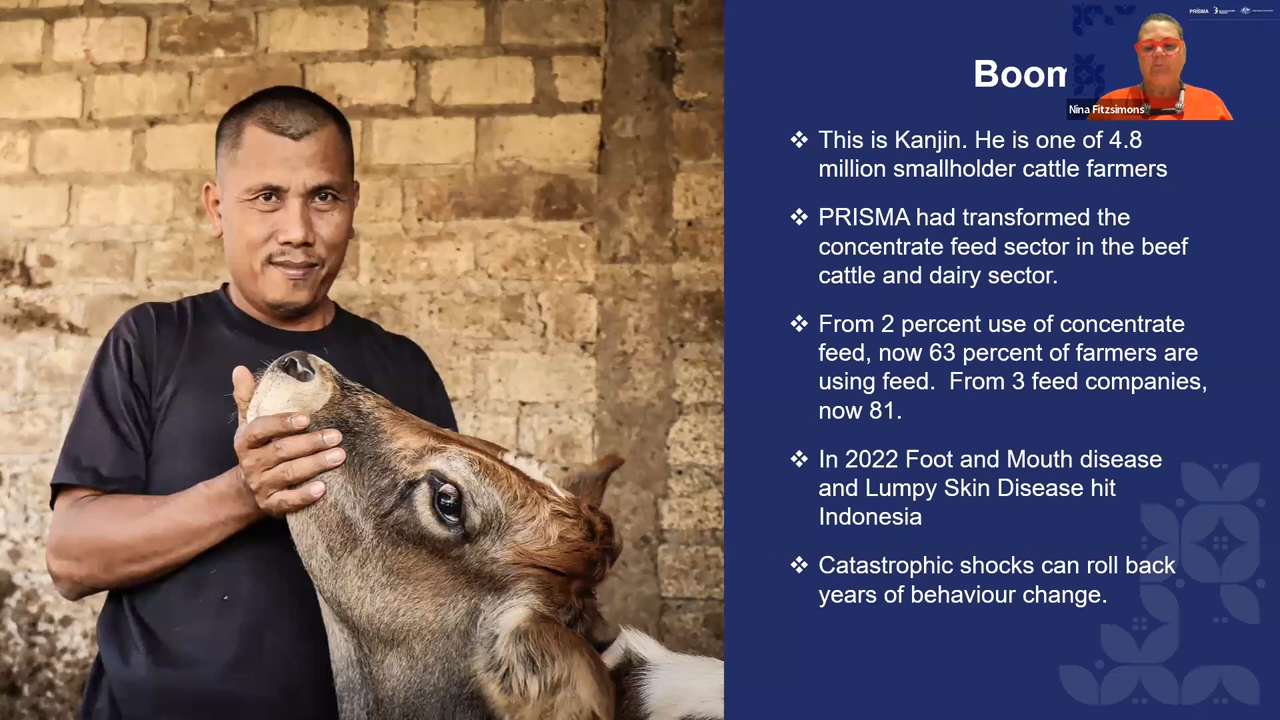 PRISMA
Boom
Nina Fitzsimons
❖ This is Kanjin. He is one of 4.8
million smallholder cattle farmers
❖ PRISMA had transformed the
concentrate feed sector in the beef
cattle and dairy sector.
❖ From 2 percent use of concentrate
feed, now 63 percent of farmers are
using feed.  From 3 feed companies,
now 81.
❖ In 2022 Foot and Mouth disease
and Lumpy Skin Disease hit
Indonesia
❖ Catastrophic shocks can roll back
years of behaviour change.